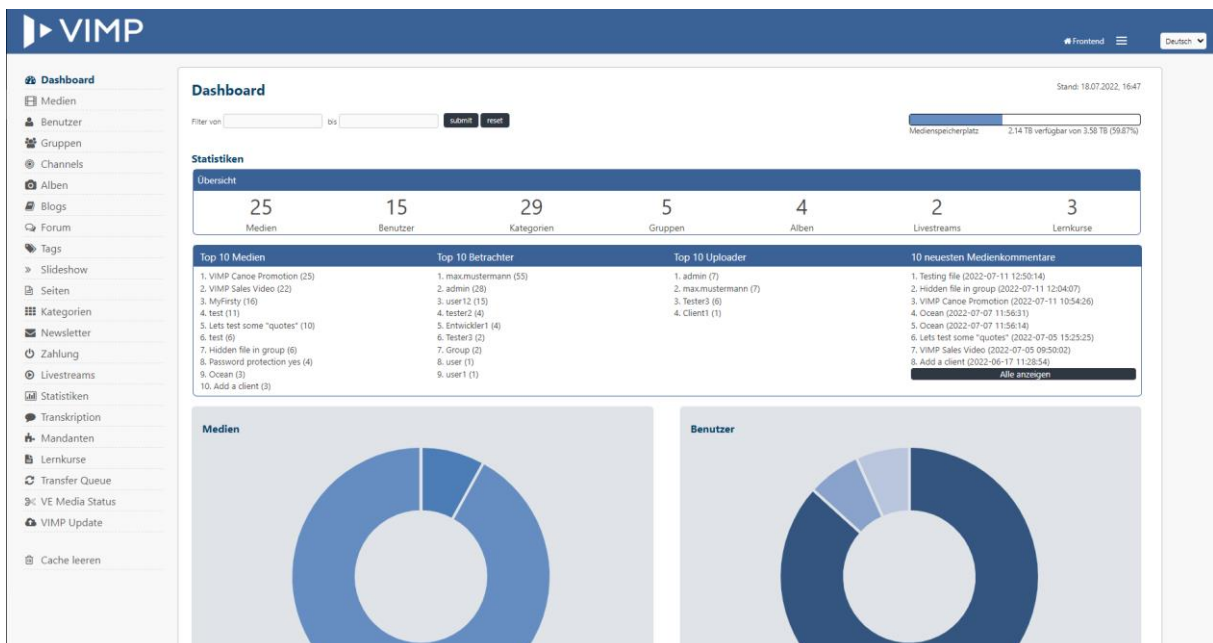 VIMP
Frontend
Deutsch
Dashboard
Medien
Benutzer
Gruppen
Channels
Alben
Blogs
Forum
Tags
Slideshow
Seiten
Kategorien
Newsletter
Zahlung
Livestreams
Statistiken
Transkription
Mandanten
Lernkurse
Transfer Queue
VE Media Status
VIMP Update
Cache leeren
Dashboard
Stand: 18.07.2022, 16:47
Filter von bis submit reset
Medienspeicherplatz 2.14 TB verfügbar von 3.58 TB (59.87%)
Statistiken
Übersicht
25 15 29 5 4 2 3
Medien Benutzer Kategorien Gruppen Alben Livestreams Lernkurse
Top 10 Medien
1. VIMP Canoe Promotion (25)
2. VIMP Sales Video (22)
3. MyFirsty (16)
4. test (11)
5. Lets test some "quotes" (10)
6. test (6)
7. Hidden file in group (6)
8. Password protection yes (4)
9. Ocean (3)
10. Add a client (3)
Top 10 Betrachter
1. max.mustermann (55)
2. admin (28)
3. user12 (15)
4. tester2 (4)
5. Entwickler1 (4)
6. Tester3 (2)
7. Group (2)
8. user (1)
9. user1 (1)
Top 10 Uploader
1. admin (7)
2. max.mustermann (7)
3. Tester3 (6)
4. Client1 (1)
10 neuesten Medienkommentare
1. Testing file (2022-07-11 12:50:14)
2. Hidden file in group (2022-07-11 12:04:07)
3. VIMP Canoe Promotion (2022-07-11 10:54:26)
4. Ocean (2022-07-07 11:56:31)
5. Ocean (2022-07-07 11:56:14)
6. Lets test some "quotes" (2022-07-05 15:25:25)
7. VIMP Sales Video (2022-07-05 09:50:02)
8. Add a client (2022-06-17 11:28:54)
Alle anzeigen
Medien
Benutzer